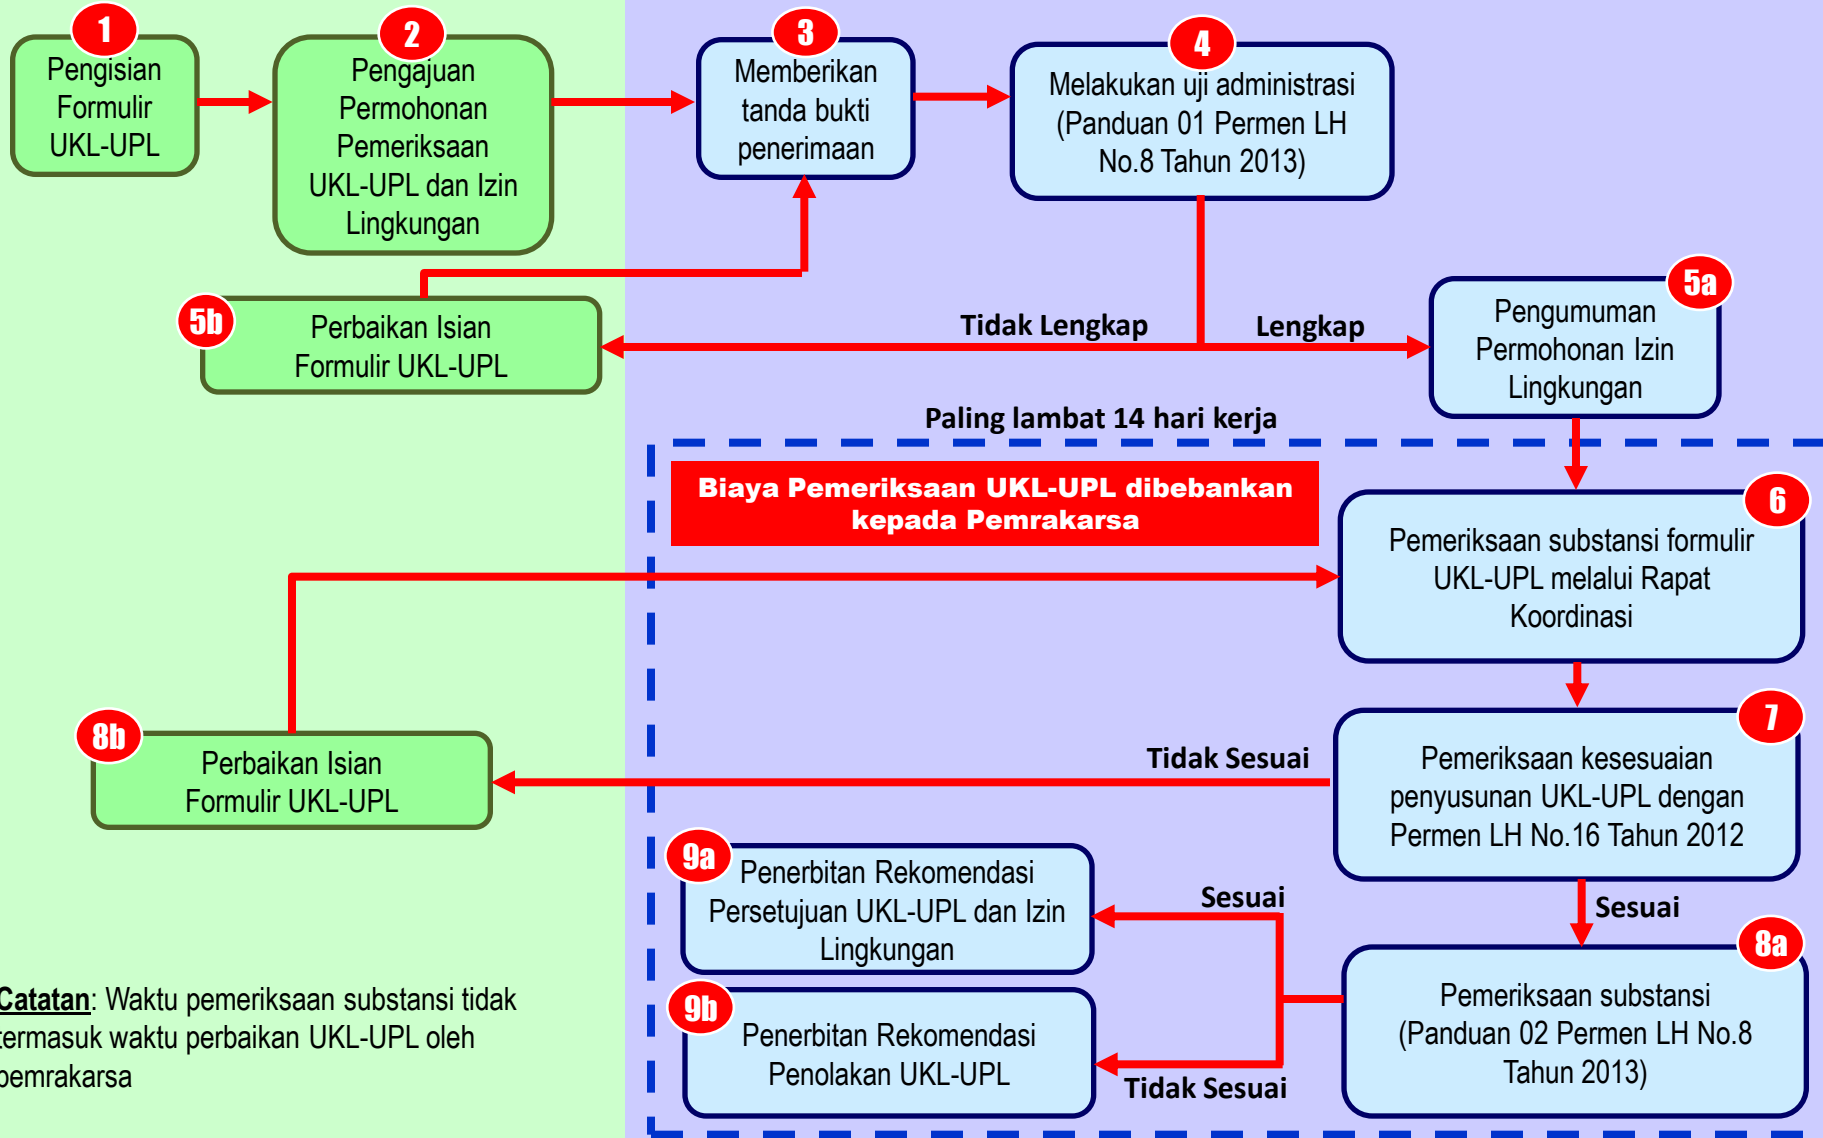 1
Pengisian
Formulir
UKL-UPL
2
Pengajuan
Permohonan
Pemeriksaan
UKL-UPL dan Izin
Lingkungan
3
Memberikan
tanda bukti
penerimaan
4
Melakukan uji administrasi
(Panduan 01 Permen LH
No.8 Tahun 2013)
5b
Perbaikan Isian
Formulir UKL-UPL
Tidak Lengkap
Lengkap
5a
Pengumuman
Permohonan Izin
Lingkungan
Paling lambat 14 hari kerja
Biaya Pemeriksaan UKL-UPL dibebankan
kepada Pemrakarsa
6
Pemeriksaan substansi formulir
UKL-UPL melalui Rapat
Koordinasi
7
Pemeriksaan kesesuaian
penyusunan UKL-UPL dengan
Permen LH No.16 Tahun 2012
Tidak Sesuai
8b
Perbaikan Isian
Formulir UKL-UPL
Sesuai
8a
Pemeriksaan substansi
(Panduan 02 Permen LH No.8
Tahun 2013)
Sesuai
9a
Penerbitan Rekomendasi
Persetujuan UKL-UPL dan Izin
Lingkungan
9b
Penerbitan Rekomendasi
Penolakan UKL-UPL
Tidak Sesuai
Catatan: Waktu pemeriksaan substansi tidak
termasuk waktu perbaikan UKL-UPL oleh
pemrakarsa